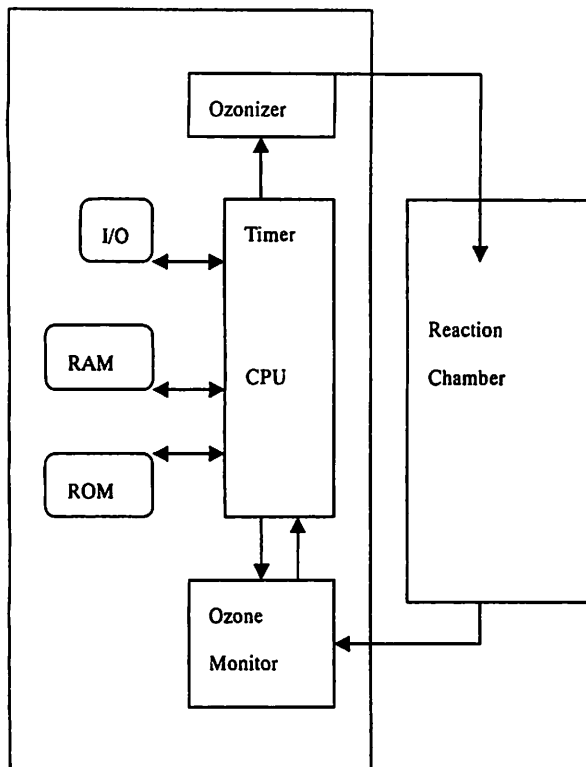 Ozonizer
I/O
Timer
RAM
CPU
ROM
Reaction
Chamber
Ozone
Monitor